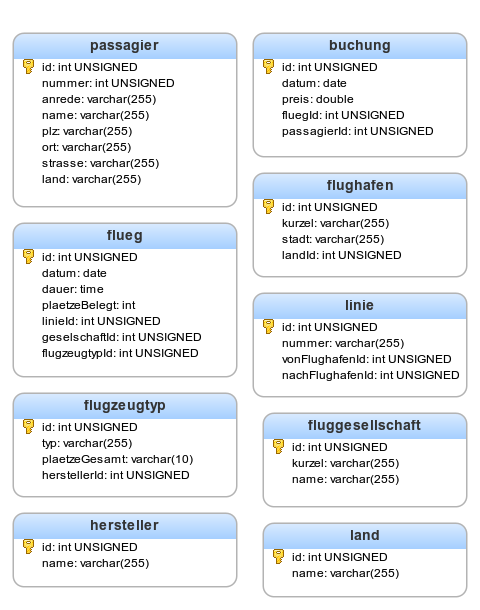 passagier
id: int UNSIGNED
nummer: int UNSIGNED
anrede: varchar(255)
name: varchar(255)
plz: varchar(255)
ort: varchar(255)
strasse: varchar(255)
land: varchar(255)
flueg
id: int UNSIGNED
datum: date
dauer: time
plaetzeBelegt: int
linieId: int UNSIGNED
geselschaftId: int UNSIGNED
flugzeugtypId: int UNSIGNED
flugzeugtyp
id: int UNSIGNED
typ: varchar(255)
plaetzeGesamt: varchar(10)
herstellerId: int UNSIGNED
hersteller
id: int UNSIGNED
name: varchar(255)
buchung
id: int UNSIGNED
datum: date
preis: double
fluegId: int UNSIGNED
passagierId: int UNSIGNED
flughafen
id: int UNSIGNED
kurzel: varchar(255)
stadt: varchar(255)
landId: int UNSIGNED
linie
id: int UNSIGNED
nummer: varchar(255)
vonFlughafenId: int UNSIGNED
nachFlughafenId: int UNSIGNED
fluggesellschaft
id: int UNSIGNED
kurzel: varchar(255)
name: varchar(255)
land
id: int UNSIGNED
name: varchar(255)